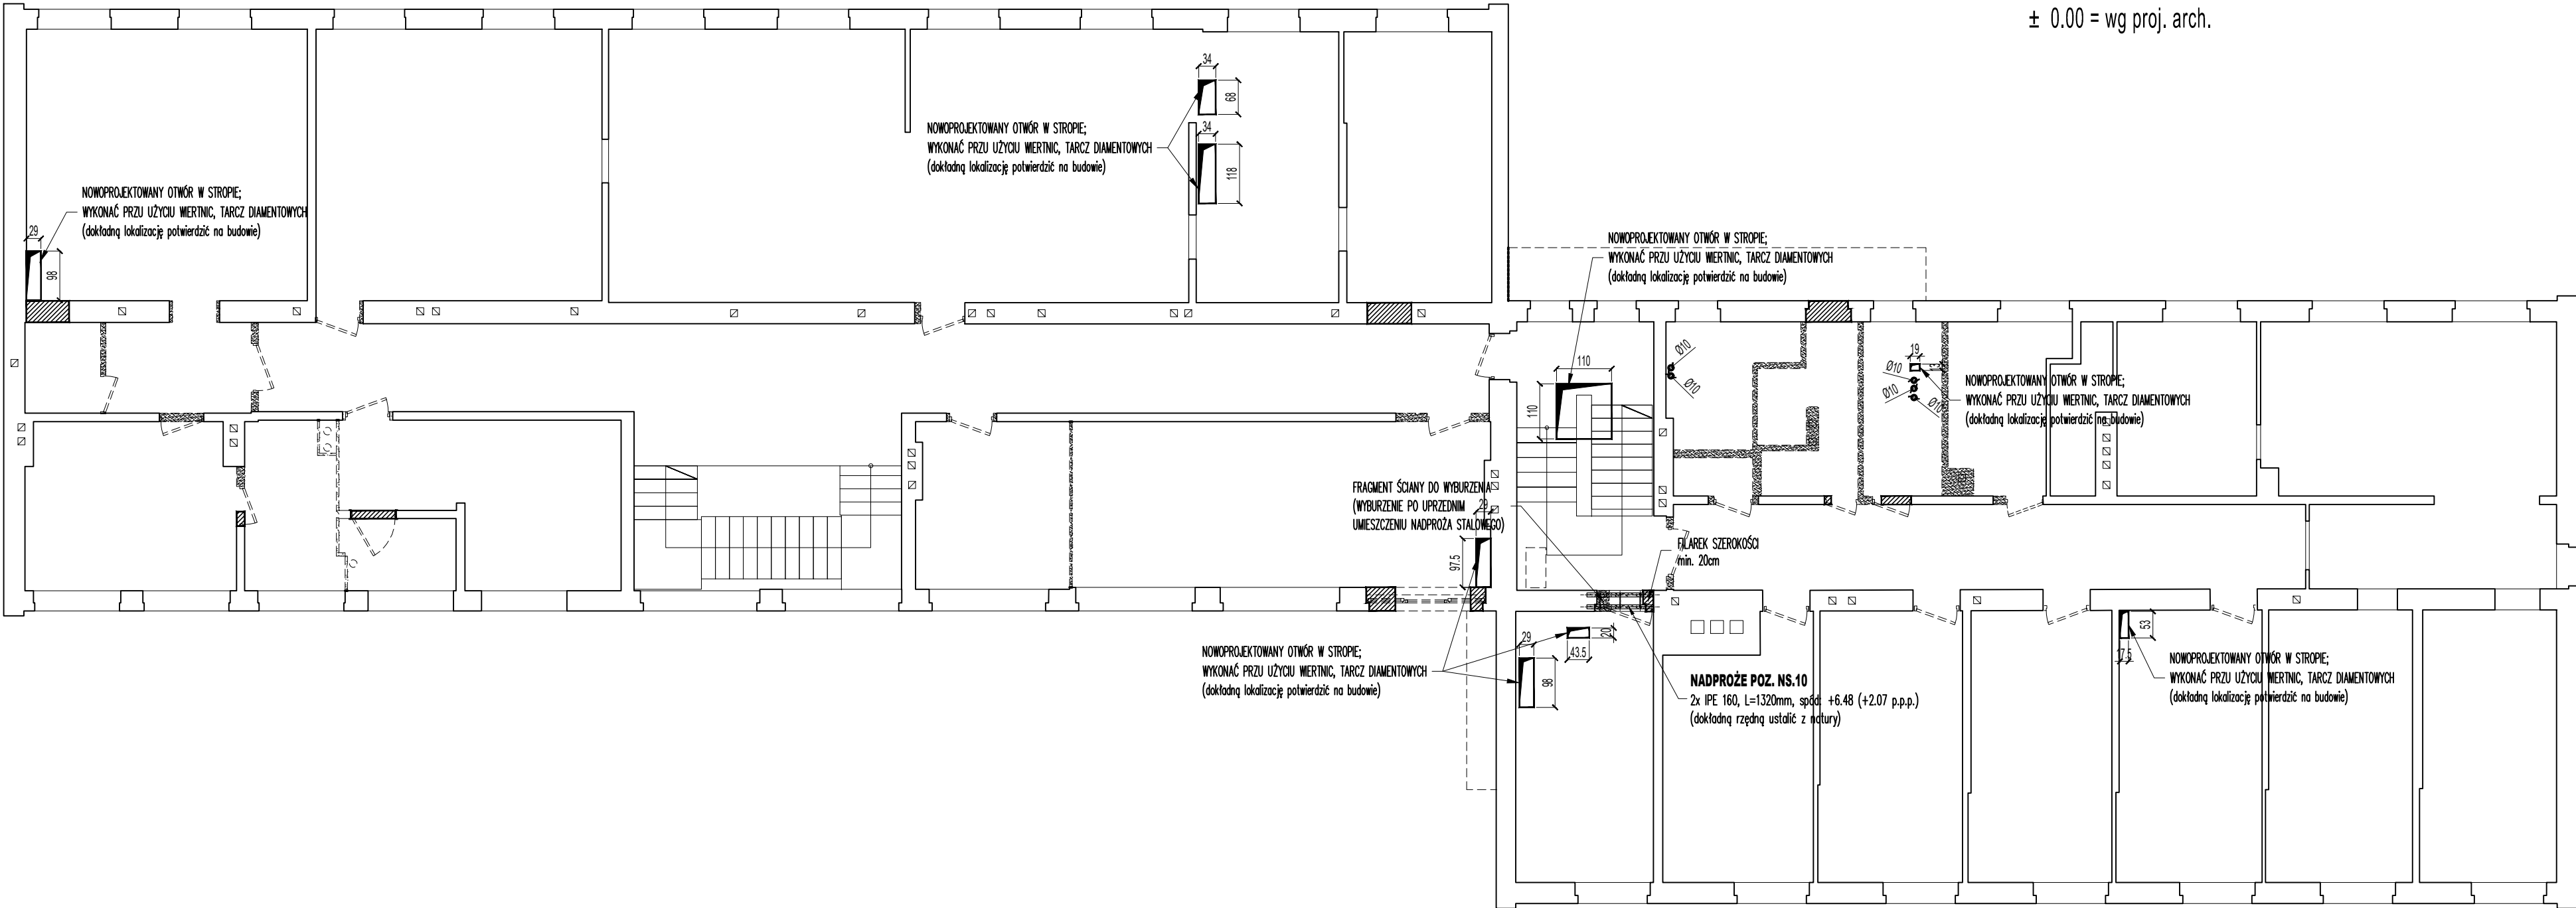 ± 0.00 = wg proj. arch.
34
68
34
118
NOWOPROJEKTOWANY OTWÓR W STROPIE;
WYKONAĆ PRZU UŻYCIU WIERTNIC, TARCZ DIAMENTOWYCH
(dokładną lokalizację potwierdzić na budowie)
NOWOPROJEKTOWANY OTWÓR W STROPIE;
WYKONAĆ PRZU UŻYCIU WIERTNIC, TARCZ DIAMENTOWYCH
(dokładną lokalizację potwierdzić na budowie)
29
98
NOWOPROJEKTOWANY OTWÓR W STROPIE;
WYKONAĆ PRZU UŻYCIU WIERTNIC, TARCZ DIAMENTOWYCH
(dokładną lokalizację potwierdzić na budowie)
110
110
Ø10
Ø10
19
13
Ø10
Ø10
Ø10
NOWOPROJEKTOWANY OTWÓR W STROPIE;
WYKONAĆ PRZU UŻYCIU WIERTNIC, TARCZ DIAMENTOWYCH
(dokładną lokalizację potwierdzić na budowie)
FRAGMENT ŚCIANY DO WYBURZENIA
(WYBURZENIE PO UPRZEDNIM
UMIESZCZENIU NADPROŻA STALOWEGO)
29
97.5
FILAREK SZEROKOŚCI
min. 20cm
NOWOPROJEKTOWANY OTWÓR W STROPIE;
WYKONAĆ PRZU UŻYCIU WIERTNIC, TARCZ DIAMENTOWYCH
(dokładną lokalizację potwierdzić na budowie)
29
98
43.5
20
NADPROŻE POZ. NS.10
2x IPE 160, L=1320mm, spód: +6.48 (+2.07 p.p.p.)
(dokładną rzędną ustalić z natury)
53
17.5
NOWOPROJEKTOWANY OTWÓR W STROPIE;
WYKONAĆ PRZU UŻYCIU WIERTNIC, TARCZ DIAMENTOWYCH
(dokładną lokalizację potwierdzić na budowie)